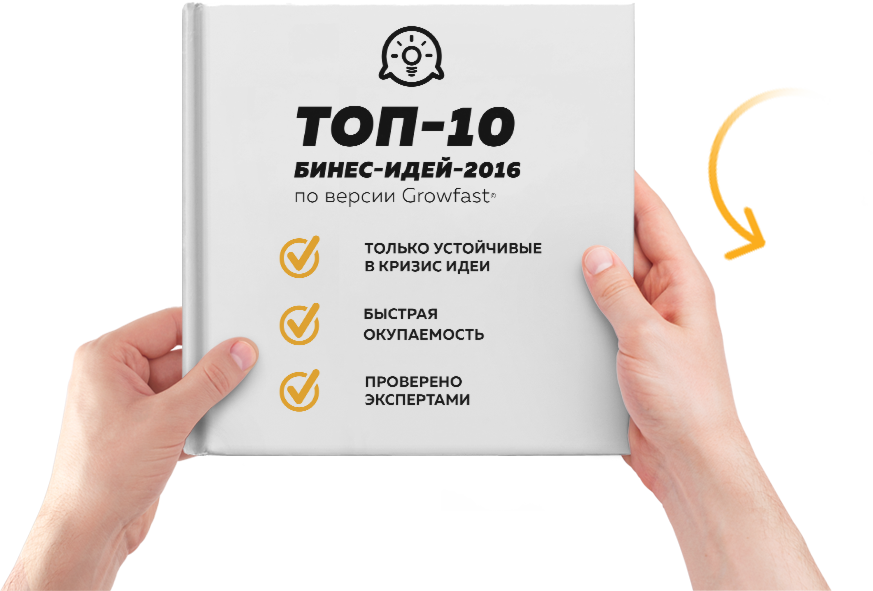 ТОП-10
БИНЕС-ИДЕЙ-2016
по версии Growfast®
ТОЛЬКО УСТОЙЧИВЫЕ
В КРИЗИС ИДЕИ
БЫСТРАЯ
ОКУПАЕМОСТЬ
ПРОВЕРЕНО
ЭКСПЕРТАМИ